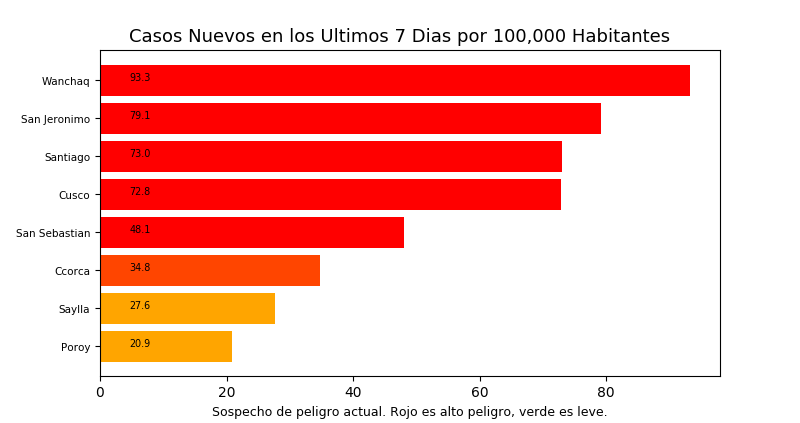 Casos Nuevos en los Ultimos 7 Dias por 100,000 Habitantes
Wanchaq 93.3
San Jeronimo 79.1
Santiago 73.0
Cusco 72.8
San Sebastian 48.1
Ccorca 34.8
Saylla 27.6
Poroy 20.9
0 20 40 60 80
Sospecho de peligro actual. Rojo es alto peligro, verde es leve.